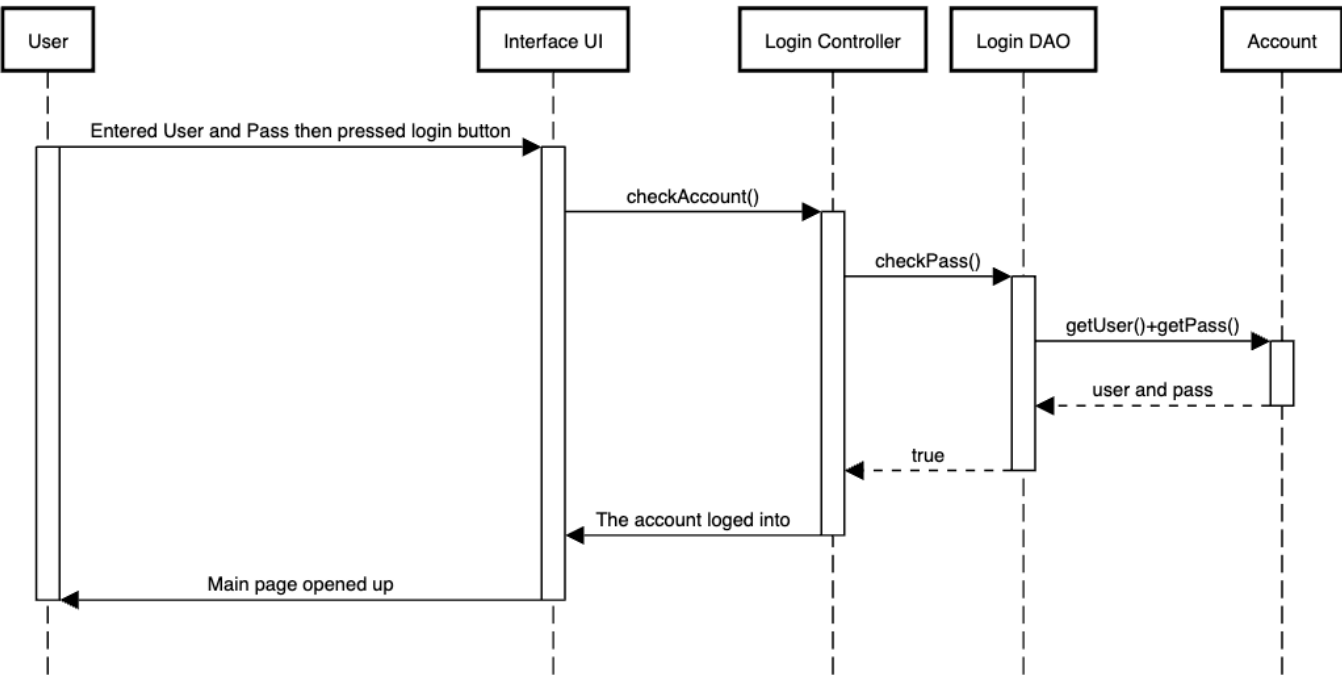 User
Interface UI
Login Controller
Login DAO
Account
Entered User and Pass then pressed login button
checkAccount()
checkPass()
getUser()+getPass()
user and pass
true
The account loged into
Main page opened up